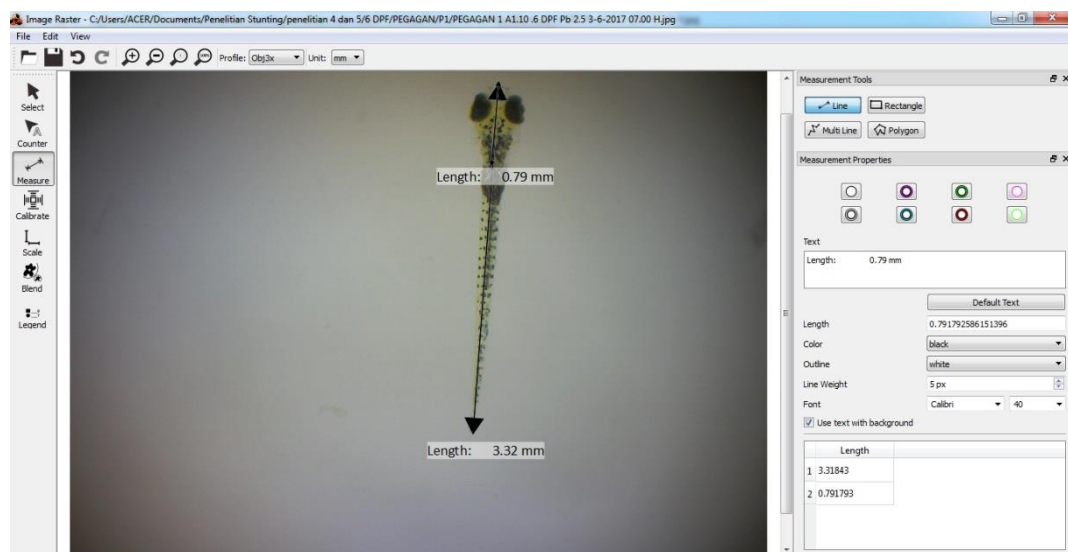 Image Raster - C:/Users/ACER/Documents/Penelitian Stunting/penelitian 4 dan 5/6 DPF/PEGAGAN/P1/PEGAGAN 1 A1.10 .6 DPF Pb 2.5 3-6-2017 07.00 H.jpg
File Edit View
Profile: Obj3x Unit: mm
Select
Counter
Measure
Calibrate
Scale
Blend
Legend
Length: 0.79 mm
Length: 3.32 mm
Measurement Tools
Line Rectangle
Multi Line Polygon
Measurement Properties
Text
Length: 0.79 mm
Default Text
Length 0.791792586151396
Color black
Outline white
Line Weight 5 px
Font Calibri 40
Use text with background
Length
1 3.31843
2 0.791793